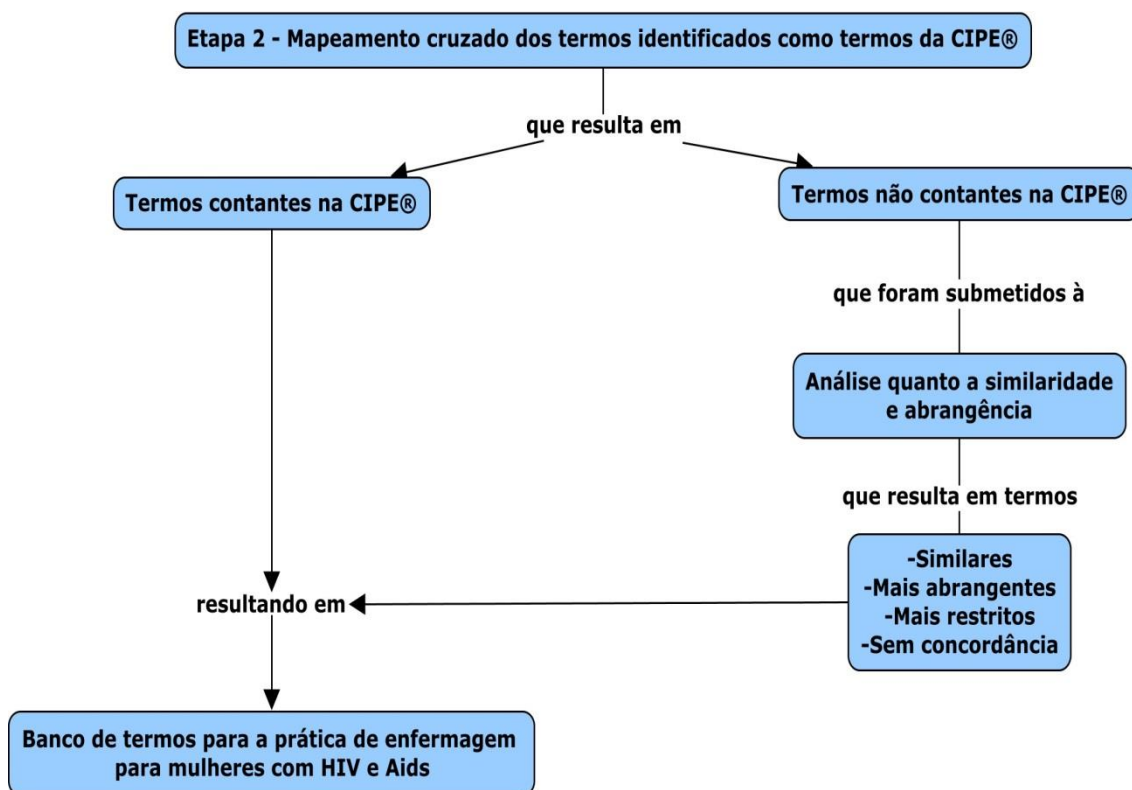 Etapa 2 - Mapeamento cruzado dos termos identificados como termos da CIPE®
que resulta em
Termos contantes na CIPE®
Termos não contantes na CIPE®
que foram submetidos à
Análise quanto a similaridade
e abrangência
que resulta em termos
-Similares
-Mais abrangentes
-Mais restritos
-Sem concordância
resultando em
Banco de termos para a prática de enfermagem
para mulheres com HIV e Aids